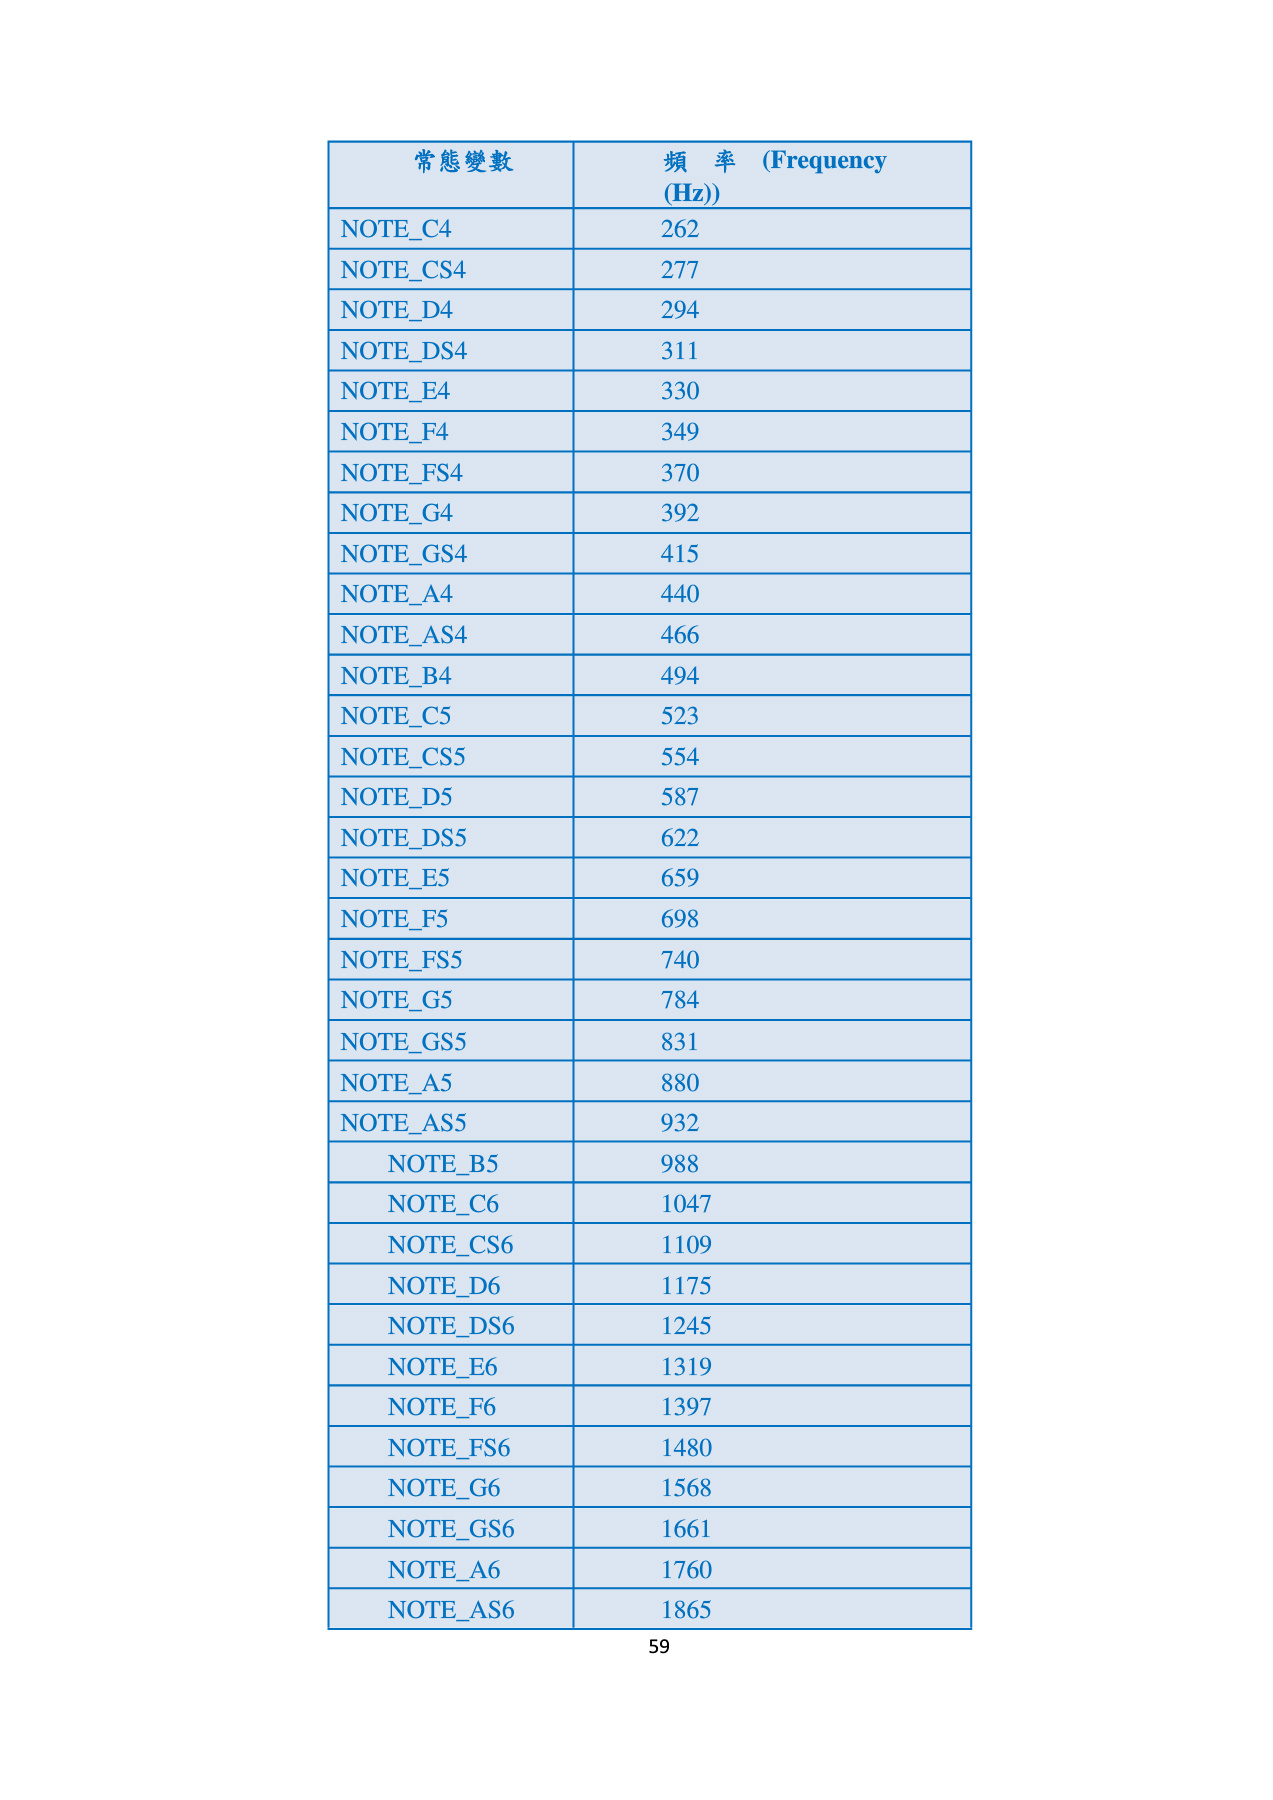 常態變數 頻 率 (Frequency
(Hz))
NOTE_C4 262
NOTE_CS4 277
NOTE_D4 294
NOTE_DS4 311
NOTE_E4 330
NOTE_F4 349
NOTE_FS4 370
NOTE_G4 392
NOTE_GS4 415
NOTE_A4 440
NOTE_AS4 466
NOTE_B4 494
NOTE_C5 523
NOTE_CS5 554
NOTE_D5 587
NOTE_DS5 622
NOTE_E5 659
NOTE_F5 698
NOTE_FS5 740
NOTE_G5 784
NOTE_GS5 831
NOTE_A5 880
NOTE_AS5 932
NOTE_B5 988
NOTE_C6 1047
NOTE_CS6 1109
NOTE_D6 1175
NOTE_DS6 1245
NOTE_E6 1319
NOTE_F6 1397
NOTE_FS6 1480
NOTE_G6 1568
NOTE_GS6 1661
NOTE_A6 1760
NOTE_AS6 1865
59